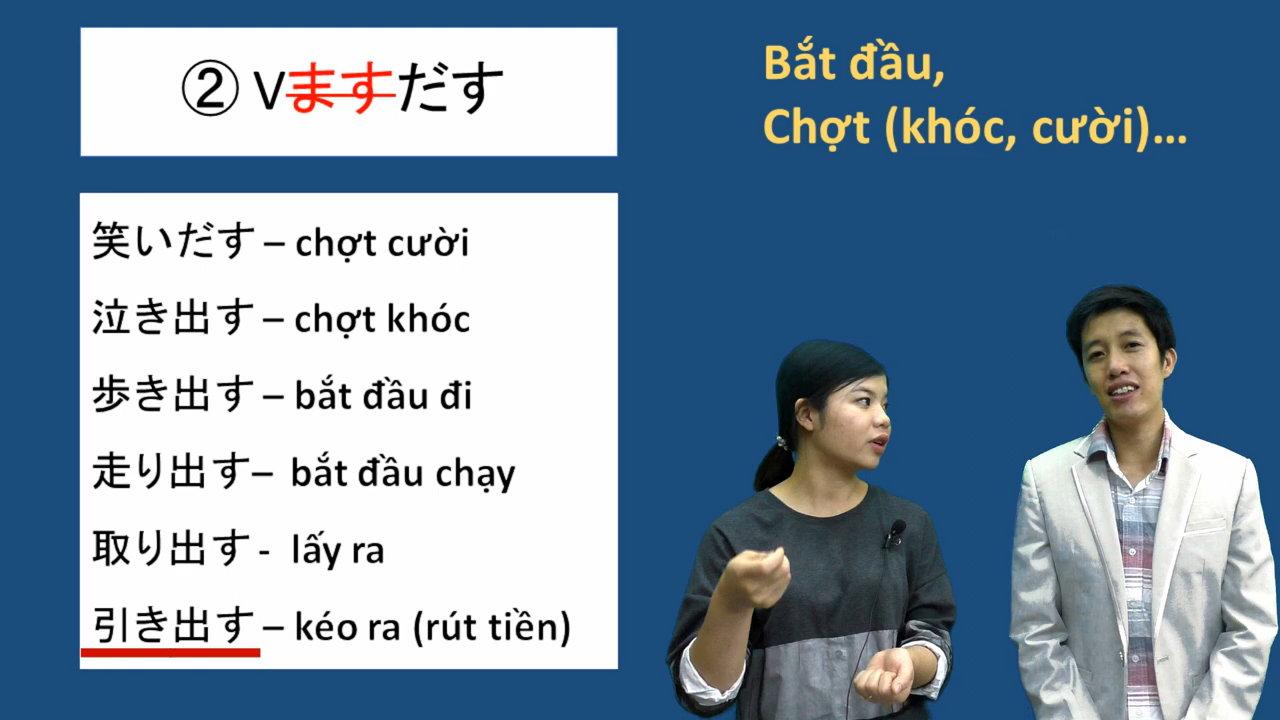 ② Vますだす
Bắt đầu,
Chợt (khóc, cười)…
笑いだす – chợt cười
泣き出す – chợt khóc
歩き出す – bắt đầu đi
走り出す– bắt đầu chạy
取り出す - lấy ra
引き出す – kéo ra (rút tiền)